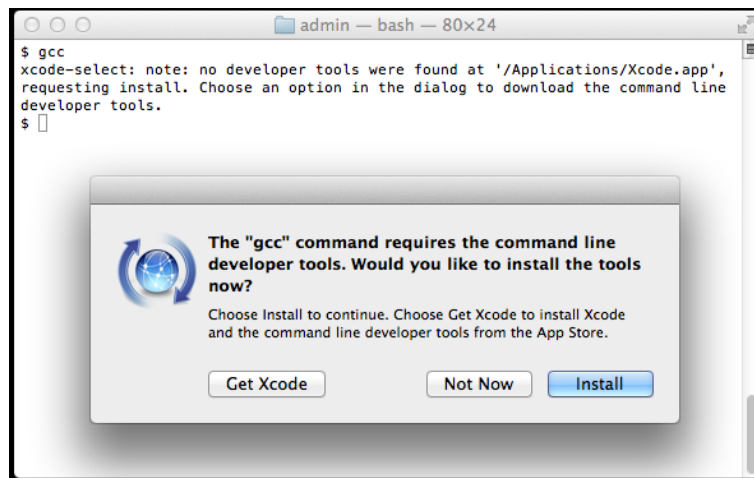 admin — bash — 80×24
$ gcc
xcode-select: note: no developer tools were found at '/Applications/Xcode.app',
requesting install. Choose an option in the dialog to download the command line
developer tools.
$
The "gcc" command requires the command line
developer tools. Would you like to install the tools
now?
Choose Install to continue. Choose Get Xcode to install Xcode
and the command line developer tools from the App Store.
Get Xcode Not Now Install